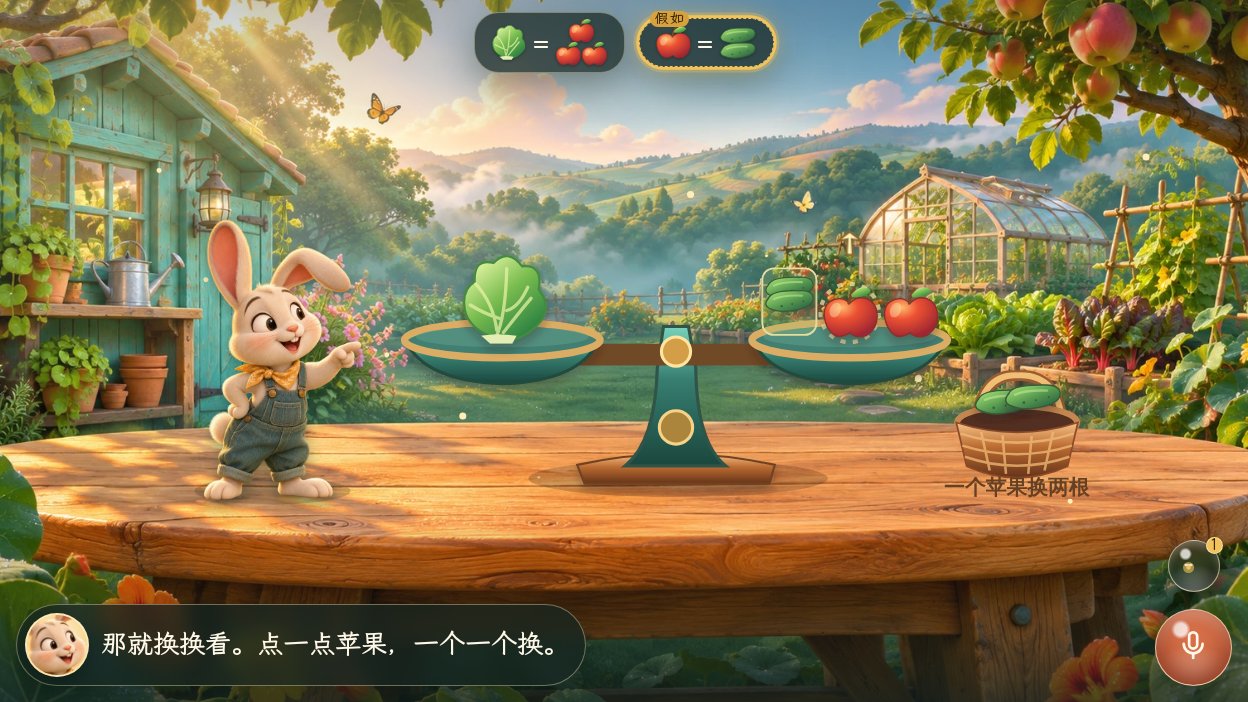 假如
=
=
一个苹果换两根
1
那就换换看。点一点苹果，一个一个换。